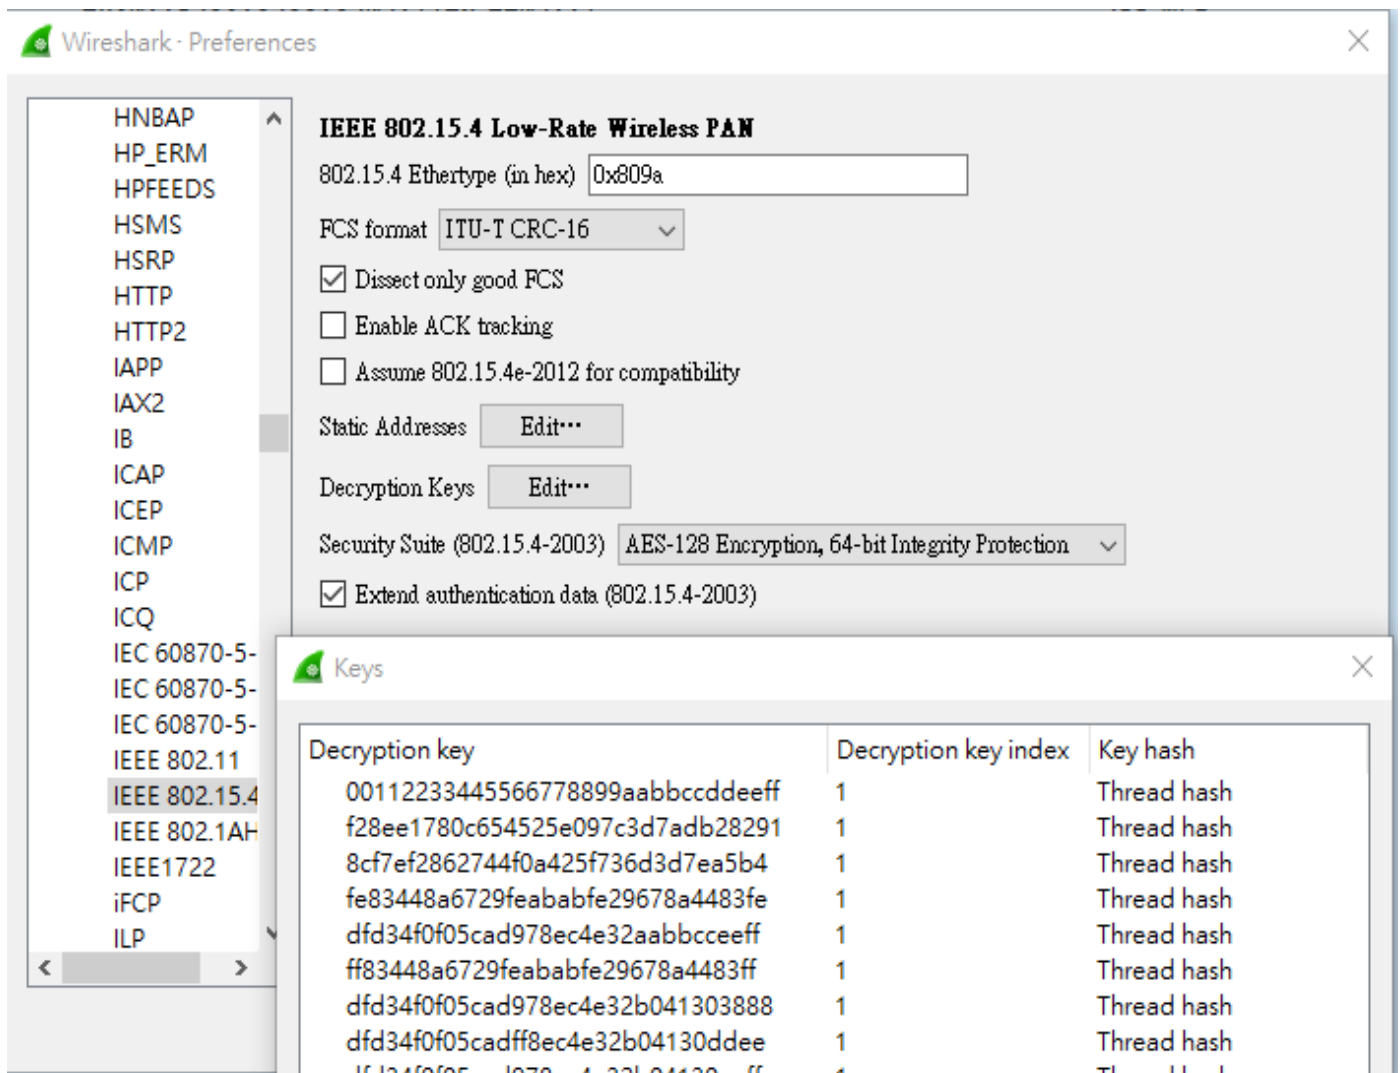 Wireshark · Preferences
HNBAP
HP_ERM
HPFEEDS
HSMS
HSRP
HTTP
HTTP2
IAPP
IAX2
IB
ICAP
ICEP
ICMP
ICP
ICQ
IEC 60870-5-
IEC 60870-5-
IEC 60870-5-
IEEE 802.11
IEEE 802.15.4
IEEE 802.1AH
IEEE1722
iFCP
ILP
IEEE 802.15.4 Low-Rate Wireless PAN
802.15.4 Ethertype (in hex) 0x809a
FCS format ITU-T CRC-16
Dissect only good FCS
Enable ACK tracking
Assume 802.15.4e-2012 for compatibility
Static Addresses Edit…
Decryption Keys Edit…
Security Suite (802.15.4-2003) AES-128 Encryption, 64-bit Integrity Protection
Extend authentication data (802.15.4-2003)
Keys
Decryption key Decryption key index Key hash
00112233445566778899aabbccddeeff 1 Thread hash
f28ee1780c654525e097c3d7adb28291 1 Thread hash
8cf7ef2862744f0a425f736d3d7ea5b4 1 Thread hash
fe83448a6729feababfe29678a4483fe 1 Thread hash
dfd34f0f05cad978ec4e32aabbcceeff 1 Thread hash
ff83448a6729feababfe29678a4483ff 1 Thread hash
dfd34f0f05cad978ec4e32b041303888 1 Thread hash
dfd34f0f05cadff8ec4e32b04130ddee 1 Thread hash